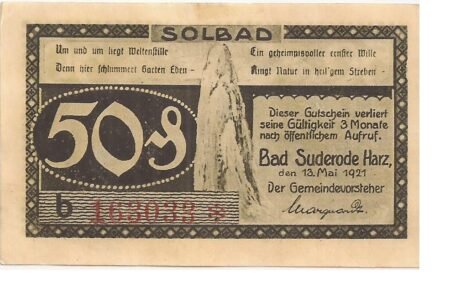 SOLBAD
Um und um liegt Weltenstille
Denn hier schlummert Garten Eden -
Ein geheimnisvoller ernster Wille
Ringt Natur in heil'gem Streben -
50 ₰
Dieser Gutschein verliert
seine Gültigkeit 3 Monate
nach öffentlichem Aufruf.
Bad Suderode Harz,
den 13. Mai 1921
Der Gemeindevorsteher
b 163033 *